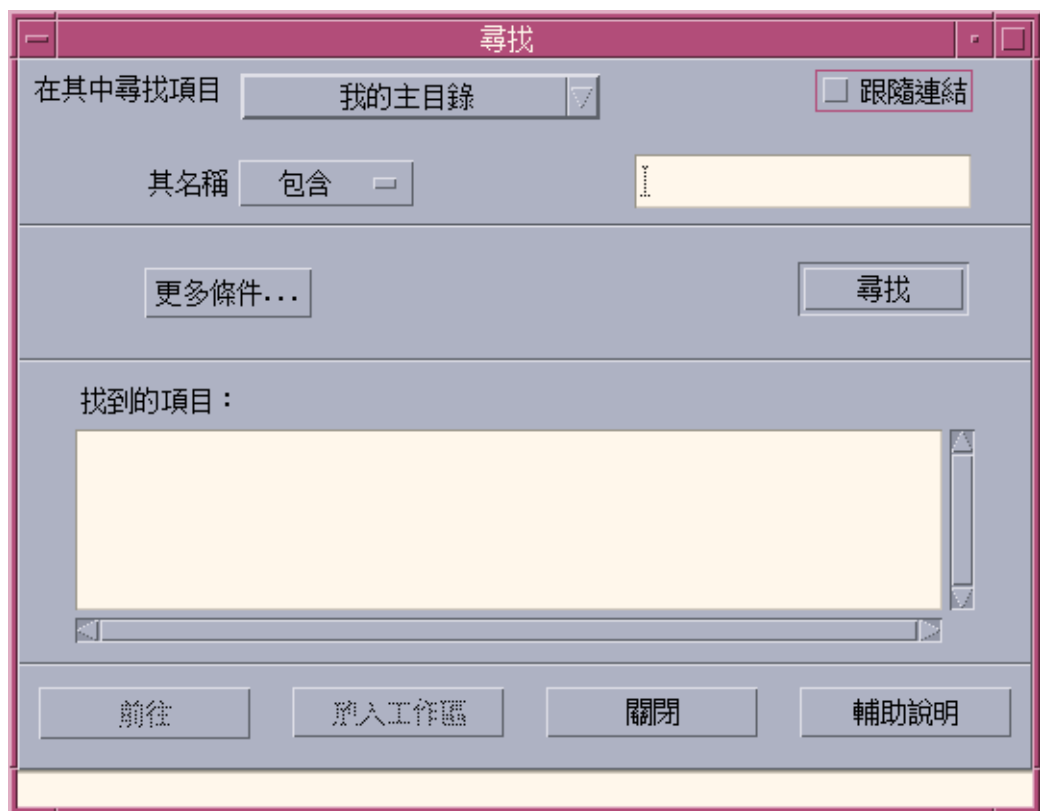 尋找
在其中尋找項目 我的主目錄 跟隨連結
其名稱 包含
更多條件... 尋找
找到的項目：
前往 放入工作區 關閉 輔助說明